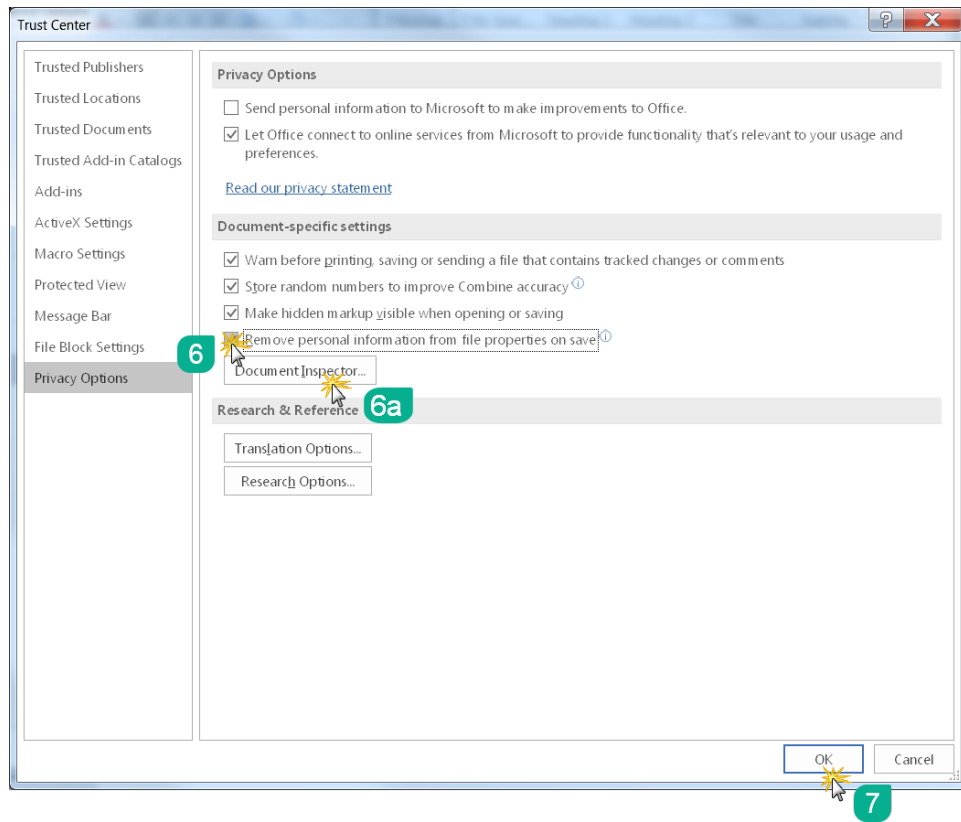 Trust Center
Trusted Publishers
Trusted Locations
Trusted Documents
Trusted Add-in Catalogs
Add-ins
ActiveX Settings
Macro Settings
Protected View
Message Bar
File Block Settings
Privacy Options
Privacy Options
Send personal information to Microsoft to make improvements to Office.
Let Office connect to online services from Microsoft to provide functionality that's relevant to your usage and
preferences.
Read our privacy statement
Document-specific settings
Warn before printing, saving or sending a file that contains tracked changes or comments
Store random numbers to improve Combine accuracy
Make hidden markup visible when opening or saving
6
Remove personal information from file properties on save
Document Inspector...
6a
Research & Reference
Translation Options...
Research Options...
OK
Cancel
7